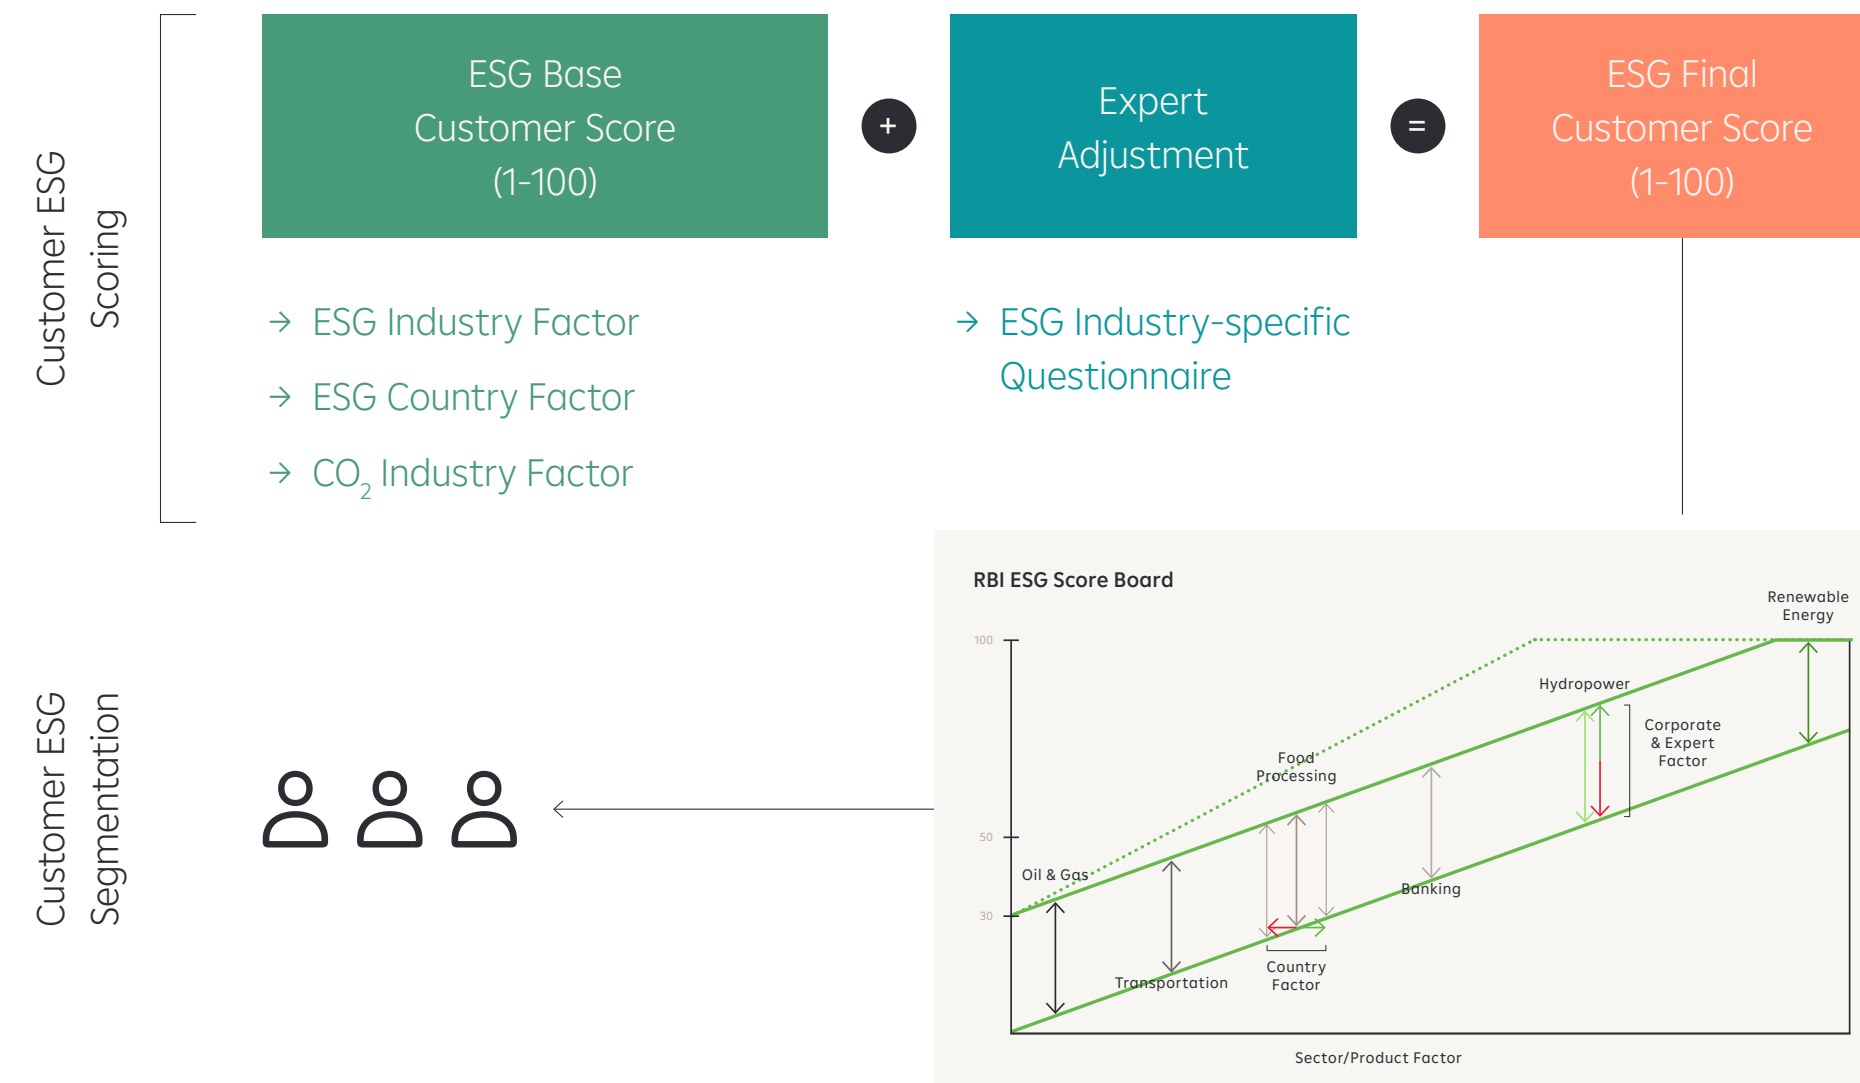 Customer ESG
Scoring
ESG Base
Customer Score
(1-100)
+
Expert
Adjustment
=
ESG Final
Customer Score
(1-100)
→ ESG Industry Factor
→ ESG Country Factor
→ CO₂ Industry Factor
→ ESG Industry-specific
Questionnaire
Customer ESG
Segmentation
RBI ESG Score Board
Renewable
Energy
100
Hydropower
Corporate
& Expert
Factor
Food
Processing
50
Oil & Gas
Banking
30
Transportation
Country
Factor
Sector/Product Factor